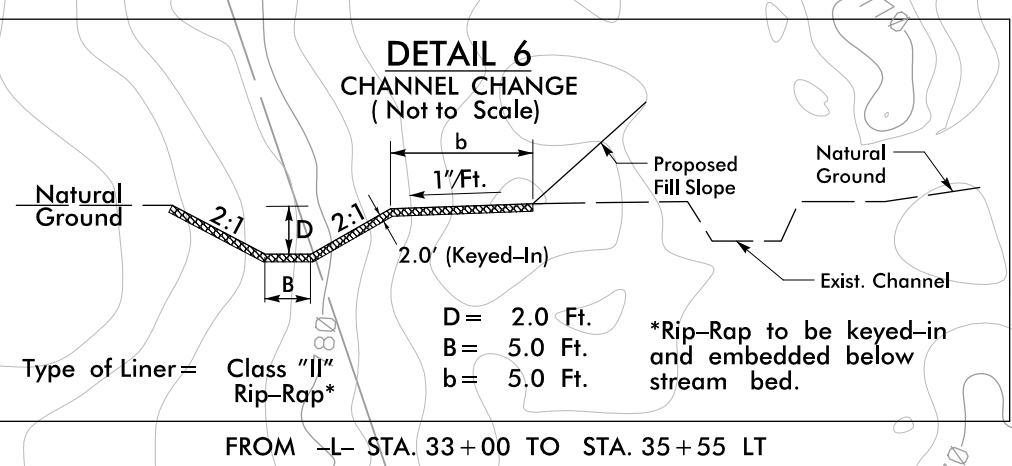 DETAIL 6
CHANNEL CHANGE
( Not to Scale)
b
1"/Ft.
Natural
Ground
2:1
D
2:1
B
2.0' (Keyed–In)
Proposed
Fill Slope
Natural
Ground
Exist. Channel
D = 2.0 Ft.
B = 5.0 Ft.
b = 5.0 Ft.
*Rip–Rap to be keyed–in
and embedded below
stream bed.
Type of Liner = Class "II"
Rip–Rap*
FROM –L– STA. 33+00 TO STA. 35+55 LT
770
780